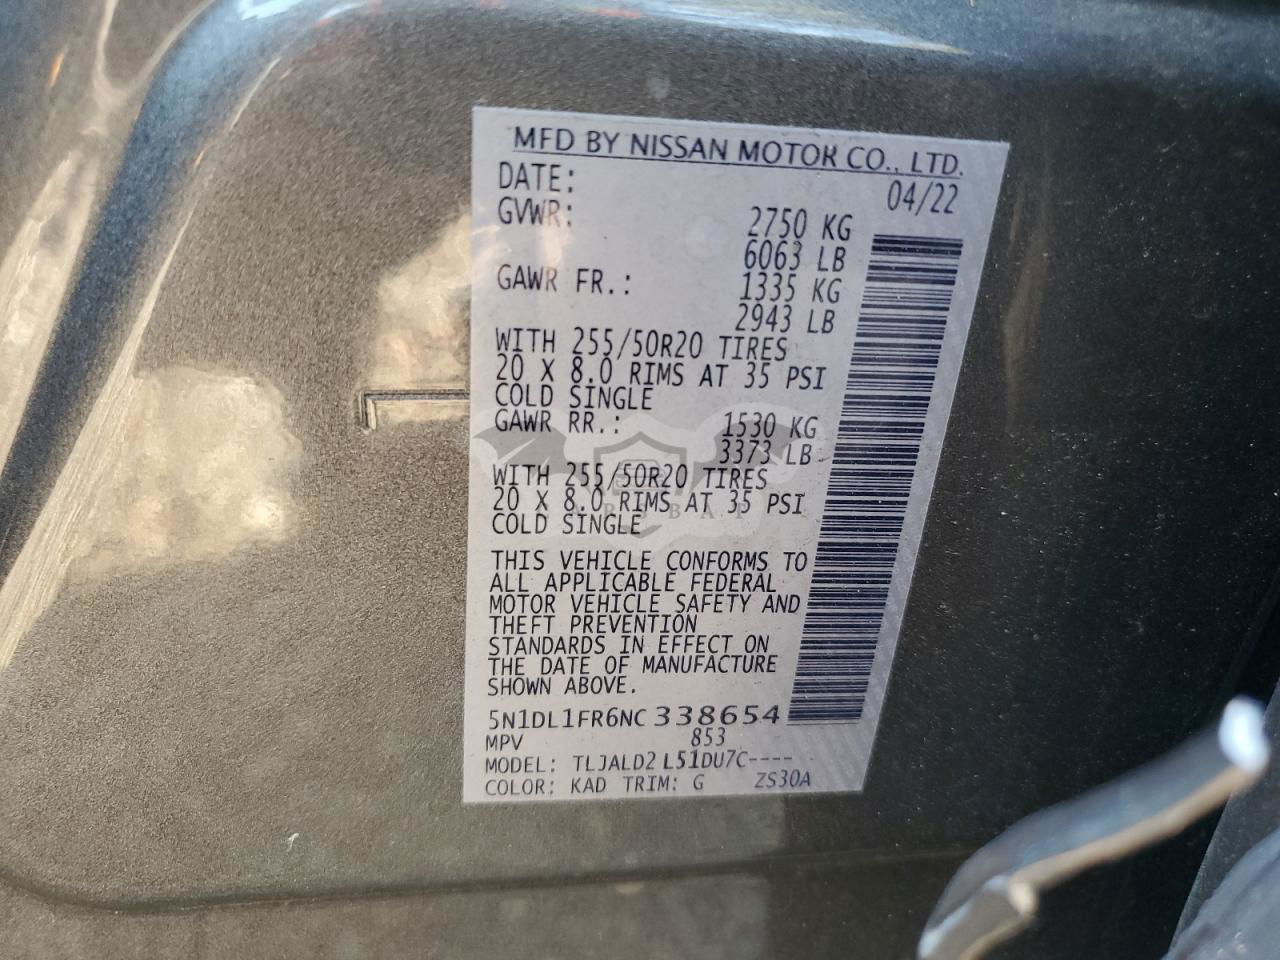 MFD BY NISSAN MOTOR CO., LTD.
DATE: 04/22
GVWR: 2750 KG
6063 LB
GAWR FR.: 1335 KG
2943 LB
WITH 255/50R20 TIRES
20 X 8.0 RIMS AT 35 PSI
COLD SINGLE
GAWR RR.: 1530 KG
3373 LB
WITH 255/50R20 TIRES
20 X 8.0 RIMS AT 35 PSI
COLD SINGLE
THIS VEHICLE CONFORMS TO
ALL APPLICABLE FEDERAL
MOTOR VEHICLE SAFETY AND
THEFT PREVENTION
STANDARDS IN EFFECT ON
THE DATE OF MANUFACTURE
SHOWN ABOVE.
5N1DL1FR6NC338654
MPV 853
MODEL: TLJALD2 L51DU7C----
COLOR: KAD TRIM: G ZS30A